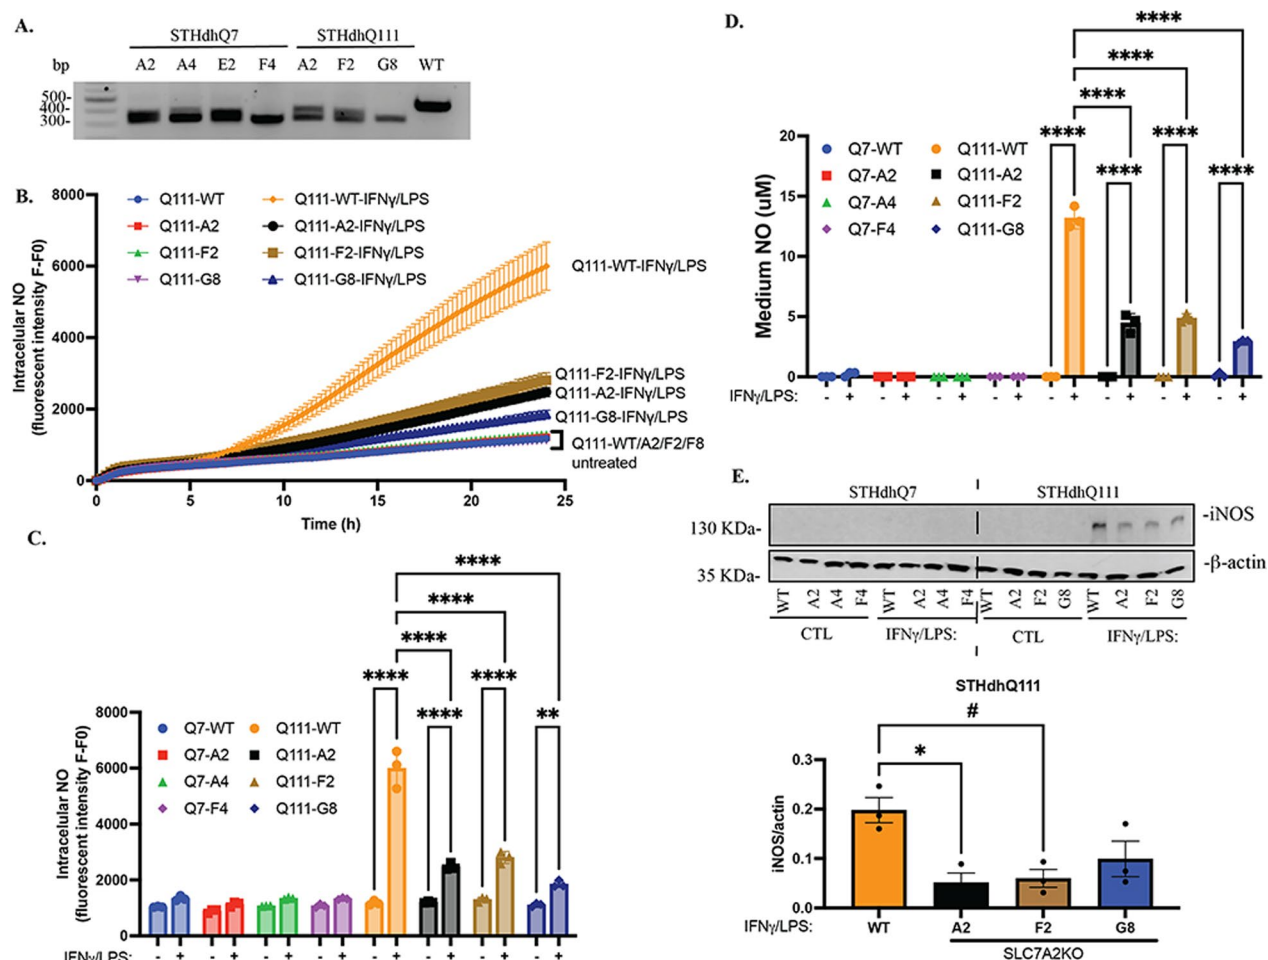 A.
STHdhQ7 STHdhQ111
bp A2 A4 E2 F4 A2 F2 G8 WT
500-
400-
300-
B.
8000
6000
4000
2000
0
Intracelular NO
(fluorescent intensity F-F0)
Q111-WT Q111-WT-IFNγ/LPS
Q111-A2 Q111-A2-IFNγ/LPS
Q111-F2 Q111-F2-IFNγ/LPS
Q111-G8 Q111-G8-IFNγ/LPS
Q111-WT-IFNγ/LPS
Q111-F2-IFNγ/LPS
Q111-A2-IFNγ/LPS
Q111-G8-IFNγ/LPS
Q111-WT/A2/F2/F8
untreated
0 5 10 15 20 25
Time (h)
C.
****
****
****
**** ****
**** **
8000
6000
4000
2000
0
Intracelular NO
(fluorescent intensity F-F0)
Q7-WT Q111-WT
Q7-A2 Q111-A2
Q7-A4 Q111-F2
Q7-F4 Q111-G8
IFNγ/LPS: - + - + - + - + - + - + - + - +
D.
****
****
****
**** ****
**** ****
20
15
10
5
0
Medium NO (uM)
Q7-WT Q111-WT
Q7-A2 Q111-A2
Q7-A4 Q111-F2
Q7-F4 Q111-G8
IFNγ/LPS: - + - + - + - + - + - + - + - +
E.
STHdhQ7 STHdhQ111
130 KDa- -iNOS
35 KDa- -β-actin
WT A2 A4 F4 WT A2 A4 F4 WT A2 F2 G8 WT A2 F2 G8
CTL IFNγ/LPS: CTL IFNγ/LPS:
STHdhQ111
#
*
0.3
0.2
0.1
0.0
iNOS/actin
IFNγ/LPS: WT A2 F2 G8
SLC7A2KO